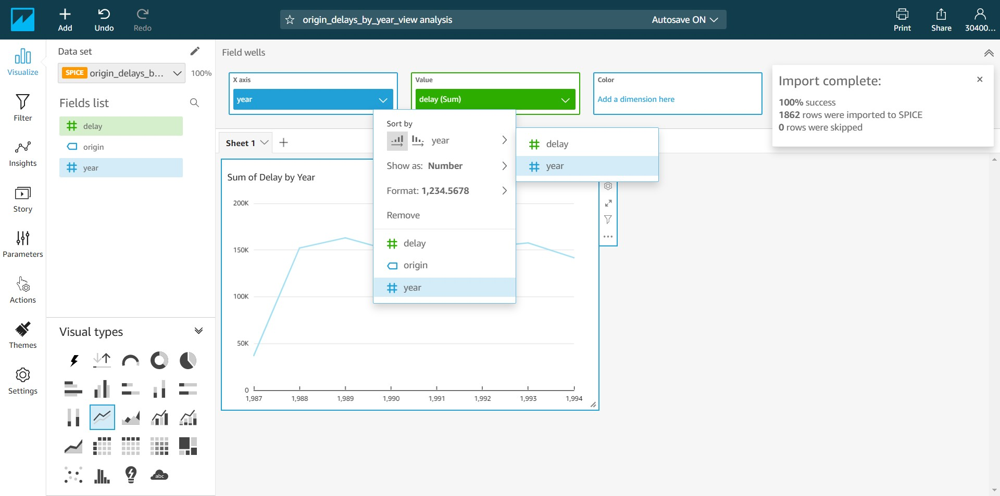 Add
Undo
Redo
origin_delays_by_year_view analysis
Autosave ON
Print
Share
30400...
Visualize
Filter
Insights
Story
Parameters
Actions
Themes
Settings
Data set
SPICE origin_delays_b... 100%
Fields list
delay
origin
year
Visual types
abc
Field wells
X axis
year
Value
delay (Sum)
Color
Add a dimension here
Import complete:
100% success
1862 rows were imported to SPICE
0 rows were skipped
Sheet 1
Sort by
year
Show as: Number
Format: 1,234.5678
Remove
delay
origin
year
delay
year
Sum of Delay by Year
200K
150K
100K
50K
0
1,987 1,988 1,989 1,990 1,991 1,992 1,993 1,994